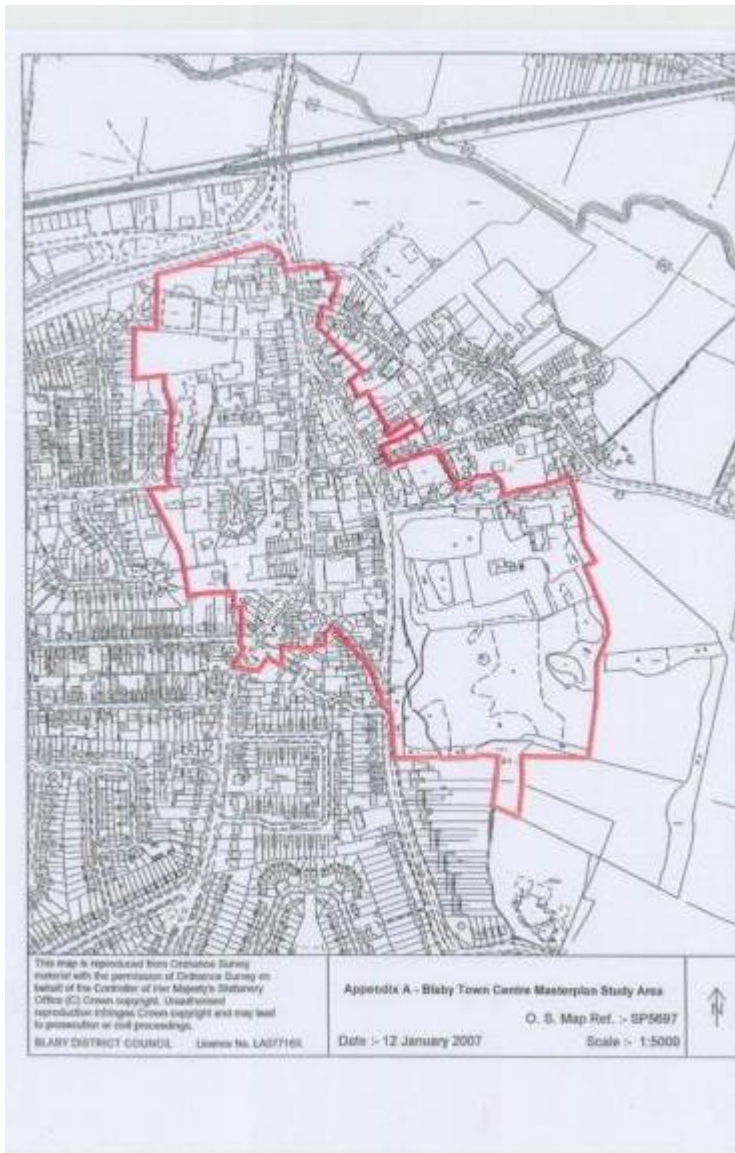 This map is reproduced from Ordnance Survey
material with the permission of Ordnance Survey on
behalf of the Controller of Her Majesty's Stationery
Office (C) Crown copyright. Unauthorised
reproduction infringes Crown copyright and may lead
to prosecution or civil proceedings.
BLABY DISTRICT COUNCIL Licence No.
Appendix A - Blaby Town Centre Masterplan Study Area
O. S. Map Ref. :- SP5697
Date :- 12 January 2007 Scale :- 1:5000
N